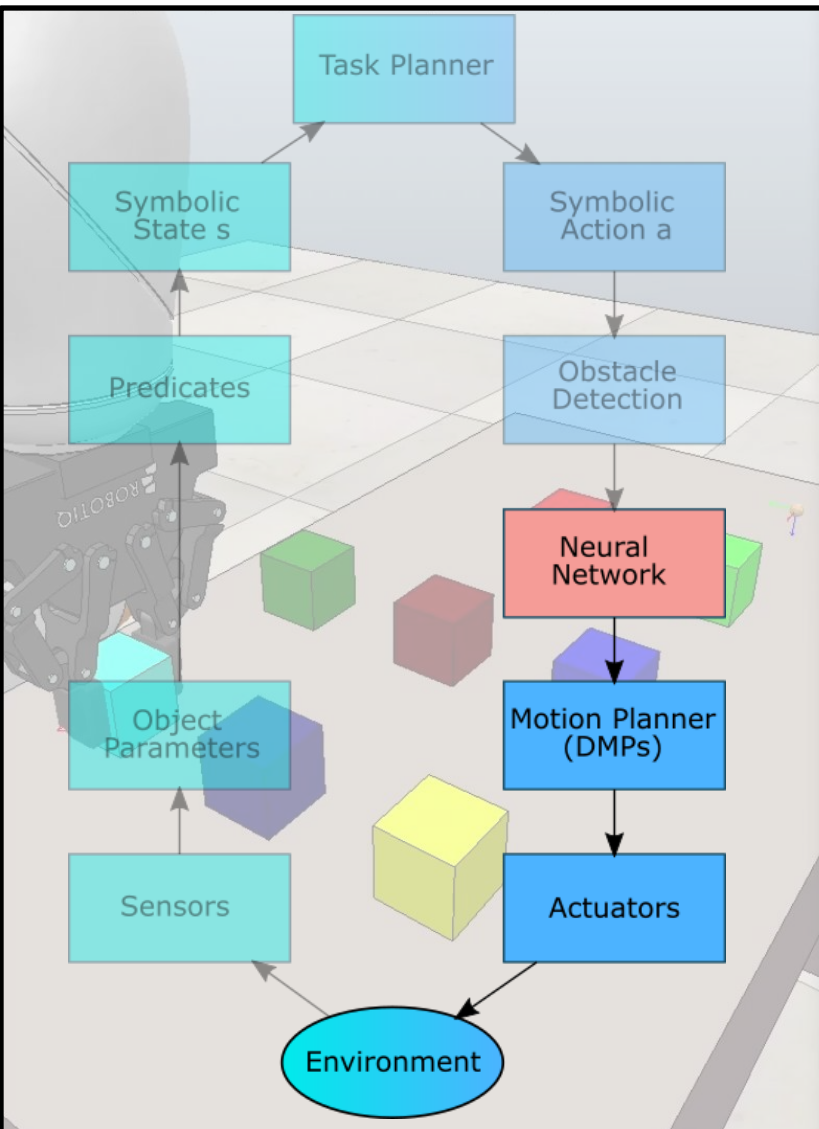 Task Planner
Symbolic
State s
Symbolic
Action a
Predicates
Obstacle
Detection
ROBOTIQ
Neural
Network
Object
Parameters
Motion Planner
(DMPs)
Sensors
Actuators
Environment